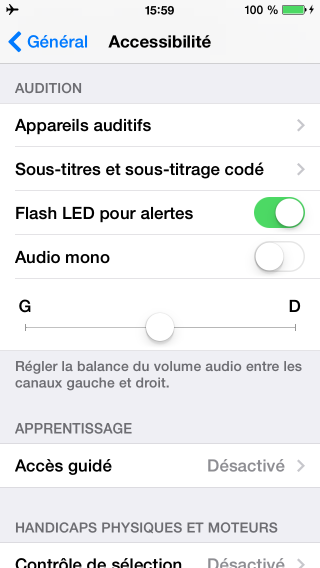 15:59
100 %
Général
Accessibilité
AUDITION
Appareils auditifs
Sous-titres et sous-titrage codé
Flash LED pour alertes
Audio mono
G D
Régler la balance du volume audio entre les
canaux gauche et droit.
APPRENTISSAGE
Accès guidé Désactivé
HANDICAPS PHYSIQUES ET MOTEURS
Contrôle de sélection Désactivé